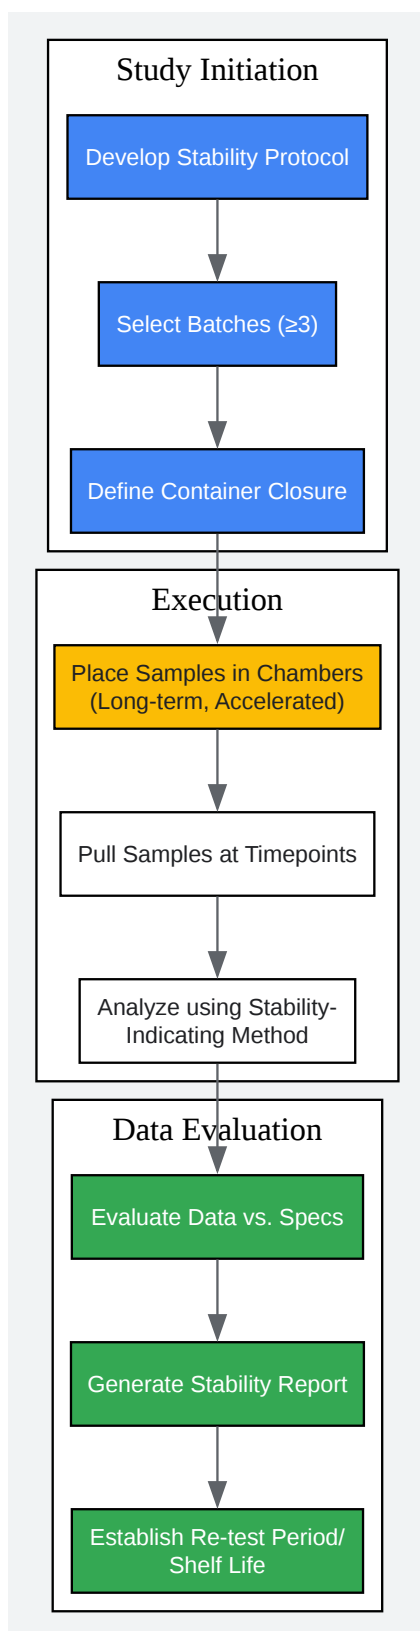 Study Initiation
Develop Stability Protocol
Select Batches (≥3)
Define Container Closure
Execution
Place Samples in Chambers
(Long-term, Accelerated)
Pull Samples at Timepoints
Analyze using Stability-
Indicating Method
Data Evaluation
Evaluate Data vs. Specs
Generate Stability Report
Establish Re-test Period/
Shelf Life